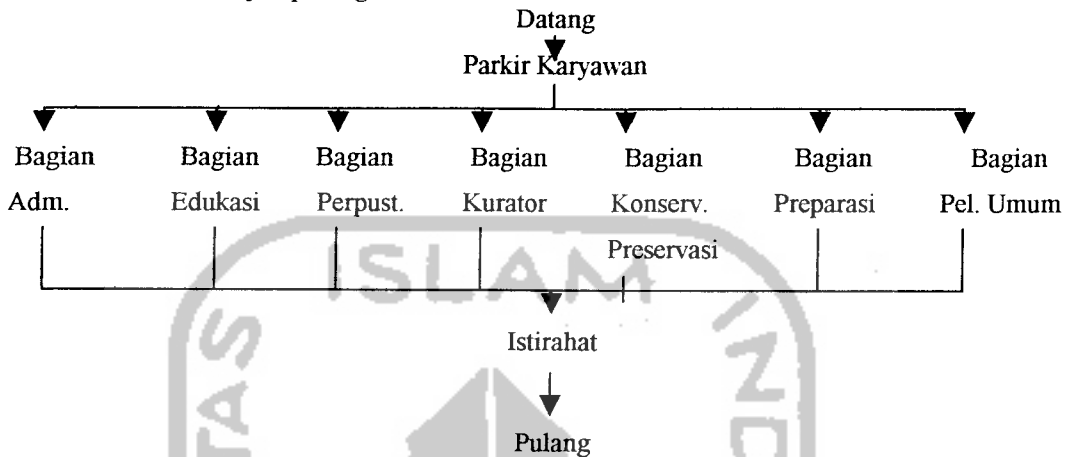 Datang
Parkir Karyawan
Bagian Bagian Bagian Bagian Bagian Bagian Bagian
Adm. Edukasi Perpust. Kurator Konserv. Preparasi Pel. Umum
Preservasi
ISLAM
Istirahat
Pulang